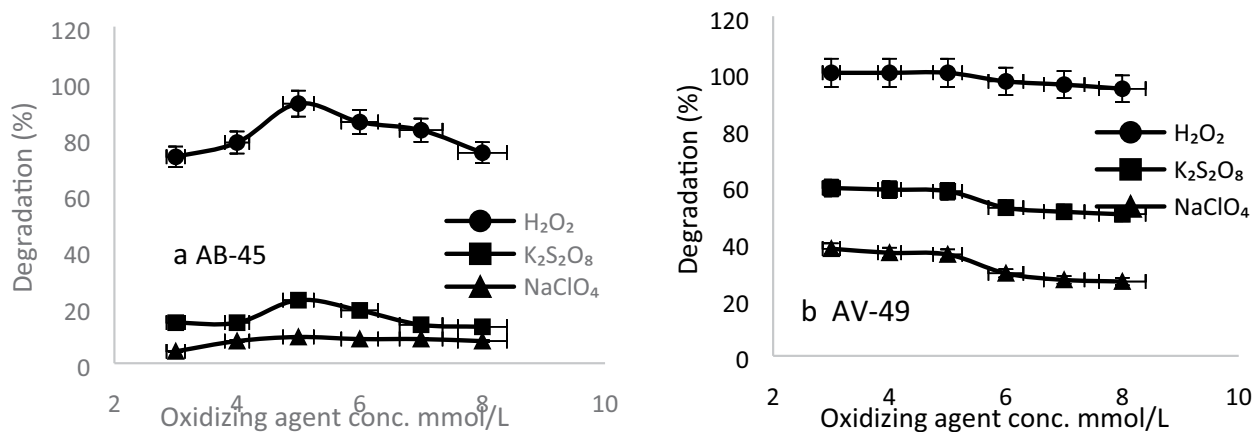 120
100
80
60
40
20
0
Degradation (%)
a AB-45
H₂O₂
K₂S₂O₈
NaClO₄
2 4 6 8 10
Oxidizing agent conc. mmol/L
120
100
80
60
40
20
0
Degradation (%)
H₂O₂
K₂S₂O₈
NaClO₄
b AV-49
2 4 6 8 10
Oxidizing agent conc. mmol/L